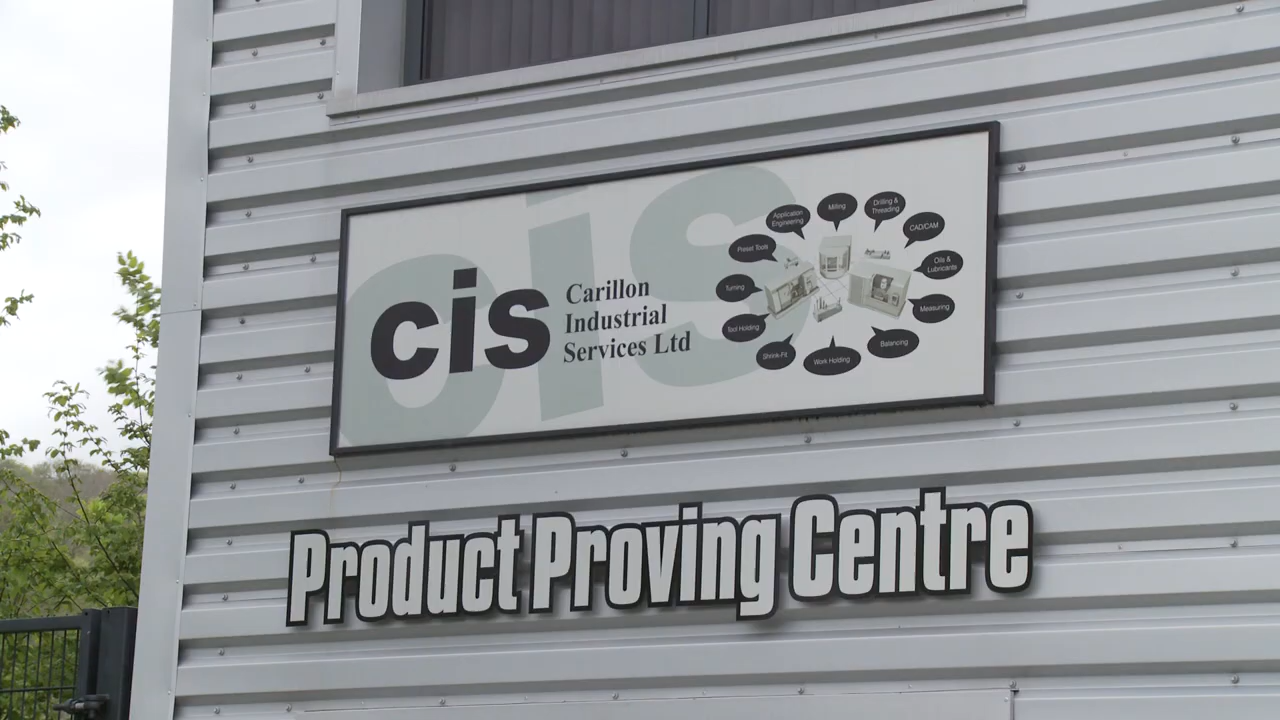 cis
cis
Carillon
Industrial
Services Ltd
Milling
Drilling &
Threading
CAD/CAM
Oils &
Lubricants
Measuring
Balancing
Work Holding
Shrink-Fit
Tool Holding
Turning
Preset Tools
Application
Engineering
Product Proving Centre